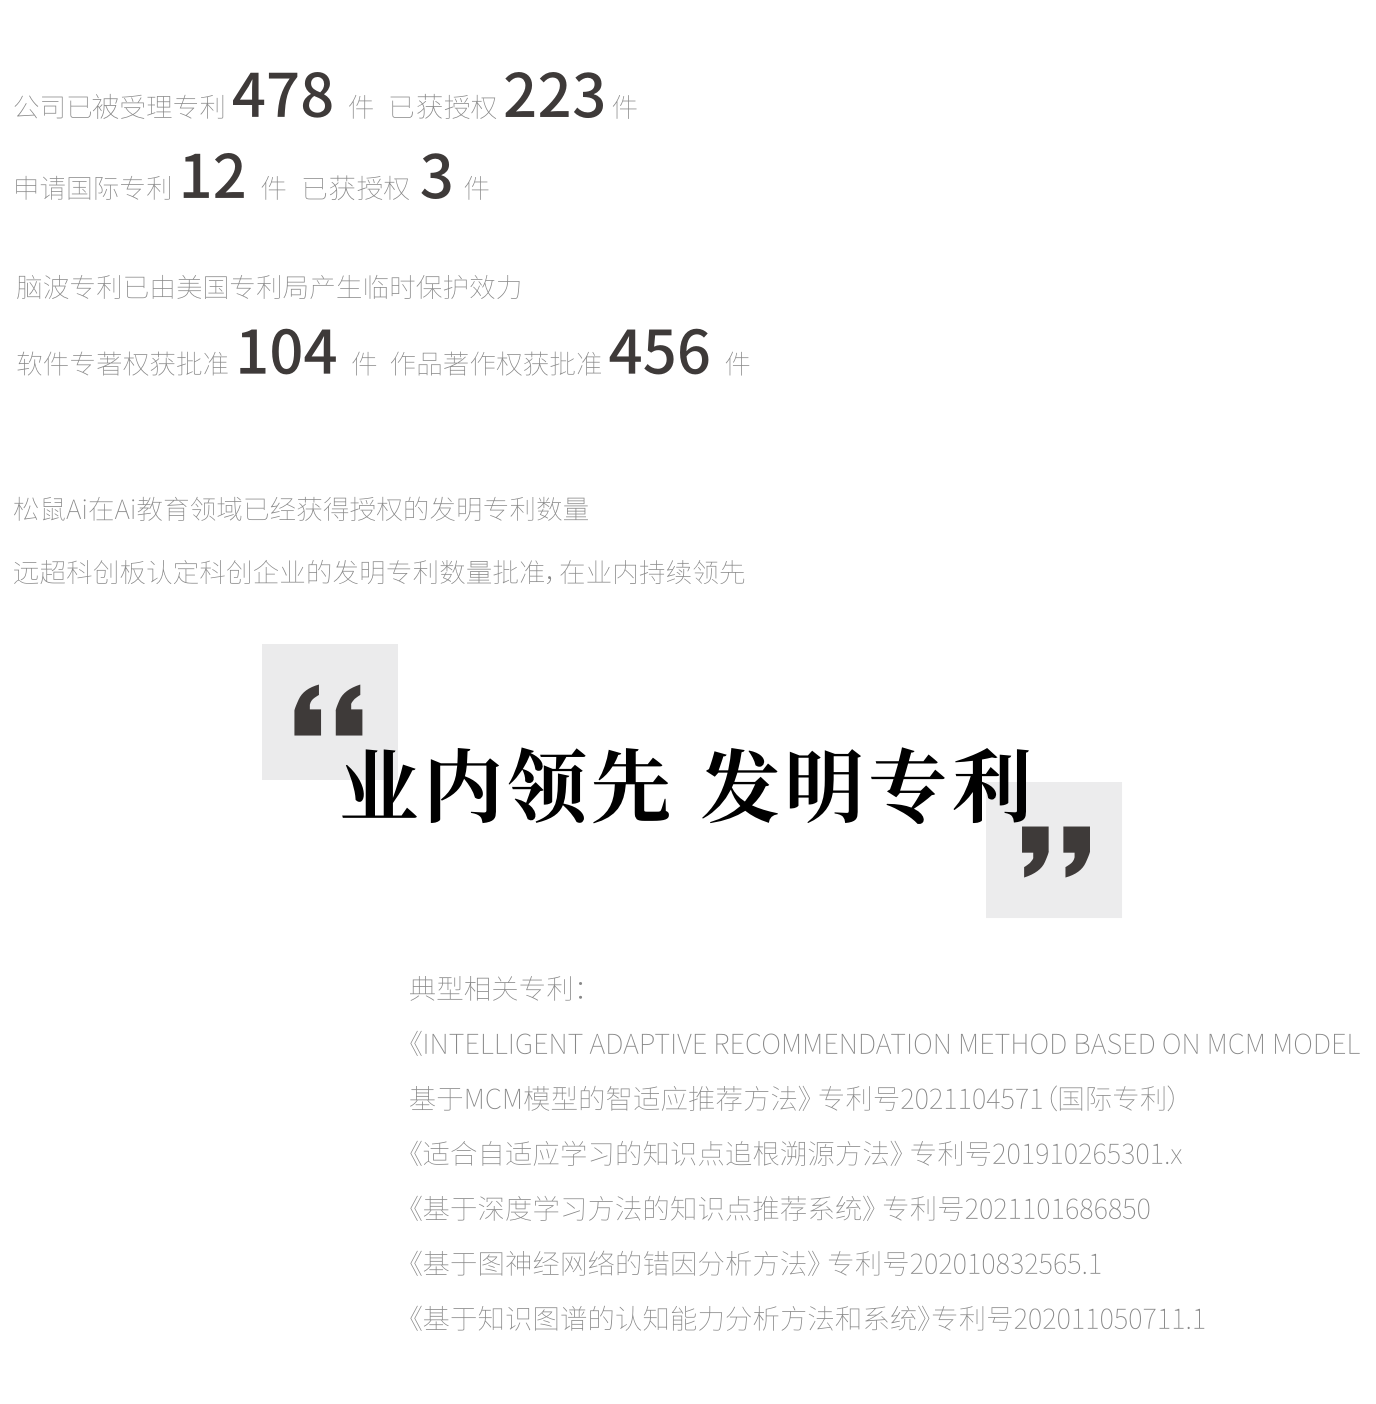 公司已被受理专利 478 件 已获授权 223 件
申请国际专利 12 件 已获授权 3 件
脑波专利已由美国专利局产生临时保护效力
软件专著权获批准 104 件 作品著作权获批准 456 件
松鼠Ai在Ai教育领域已经获得授权的发明专利数量
远超科创板认定科创企业的发明专利数量批准，在业内持续领先
“业内领先 发明专利”
典型相关专利：
《INTELLIGENT ADAPTIVE RECOMMENDATION METHOD BASED ON MCM MODEL
基于MCM模型的智适应推荐方法》专利号2021104571（国际专利）
《适合自适应学习的知识点追根溯源方法》专利号201910265301.x
《基于深度学习方法的知识点推荐系统》专利号2021101686850
《基于图神经网络的错因分析方法》专利号202010832565.1
《基于知识图谱的认知能力分析方法和系统》专利号202011050711.1